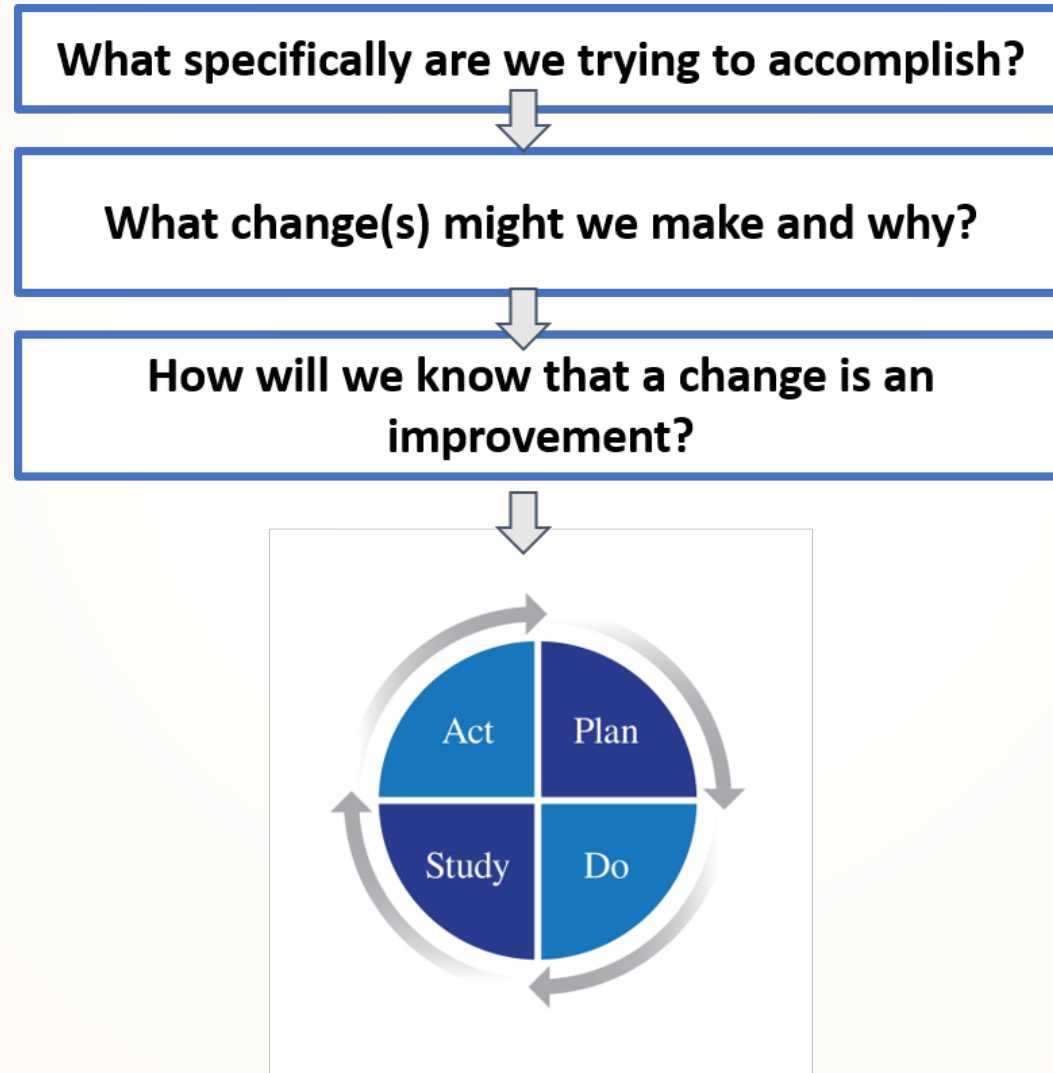 What specifically are we trying to accomplish?
What change(s) might we make and why?
How will we know that a change is an
improvement?
Act
Plan
Study
Do